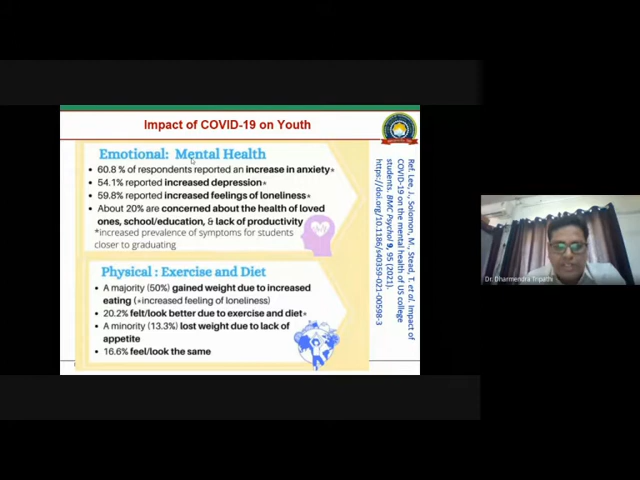 Impact of COVID-19 on Youth
Emotional: Mental Health
• 60.8 % of respondents reported an increase in anxiety*
• 54.1% reported increased depression*
• 59.8% reported increased feelings of loneliness*
• About 20% are concerned about the health of loved
ones, school/education, & lack of productivity
*increased prevalence of symptoms for students
closer to graduating
Physical : Exercise and Diet
• A majority (50%) gained weight due to increased
eating (*increased feeling of loneliness)
• 20.2% felt/look better due to exercise and diet*
• A minority (13.3%) lost weight due to lack of
appetite
• 16.6% feel/look the same
Ref. Lee, J., Solomon, M., Stead, T. et al. Impact of
COVID-19 on the mental health of US college
students. BMC Psychol 9, 95 (2021).
https://doi.org/10.1186/s40359-021-00598-3
Dr. Dharmendra Tripathi